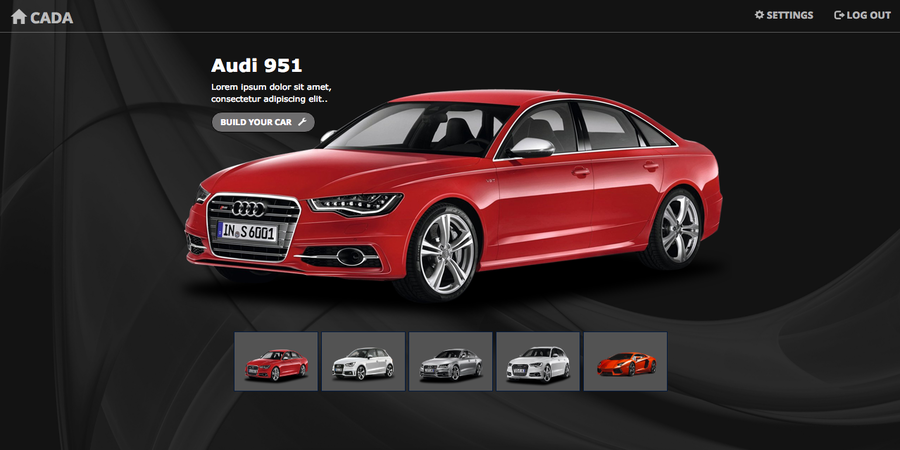 CADA
SETTINGS
LOG OUT
Audi 951
Lorem ipsum dolor sit amet,
consectetur adipiscing elit..
BUILD YOUR CAR
IN S 6001